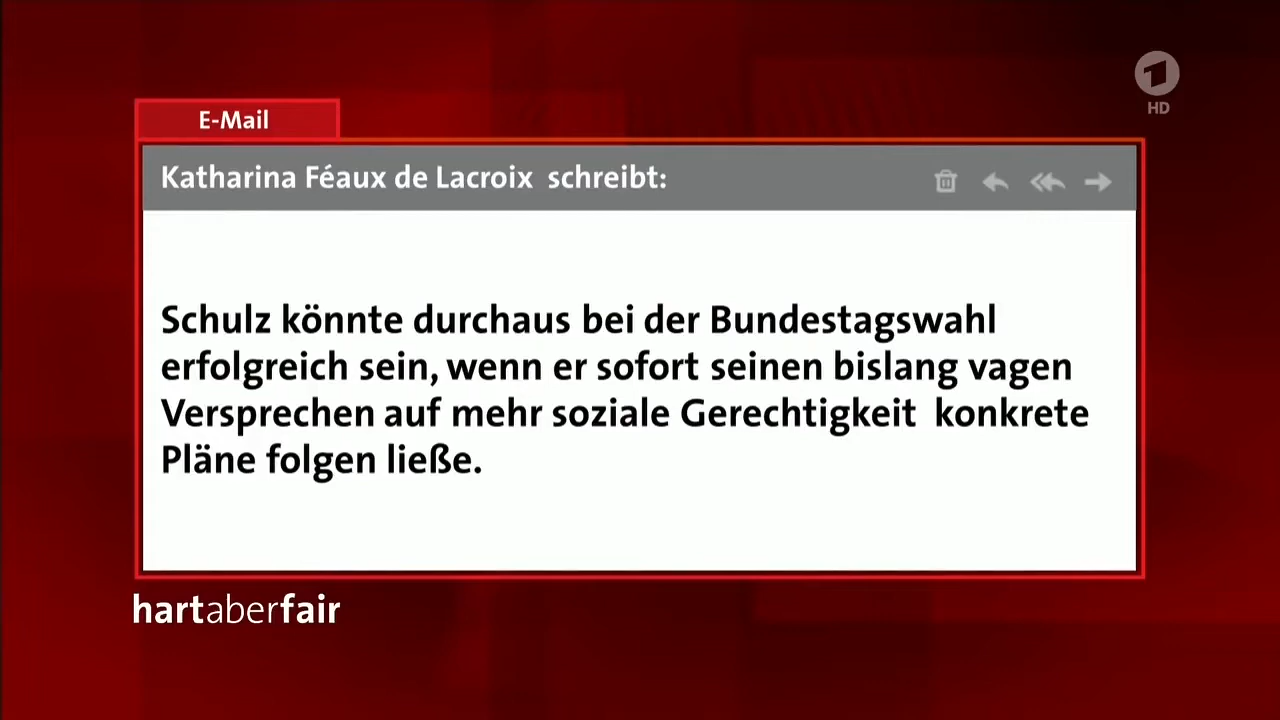 HD
E-Mail
Katharina Féaux de Lacroix schreibt:
Schulz könnte durchaus bei der Bundestagswahl
erfolgreich sein, wenn er sofort seinen bislang vagen
Versprechen auf mehr soziale Gerechtigkeit konkrete
Pläne folgen ließe.
hartaberfair